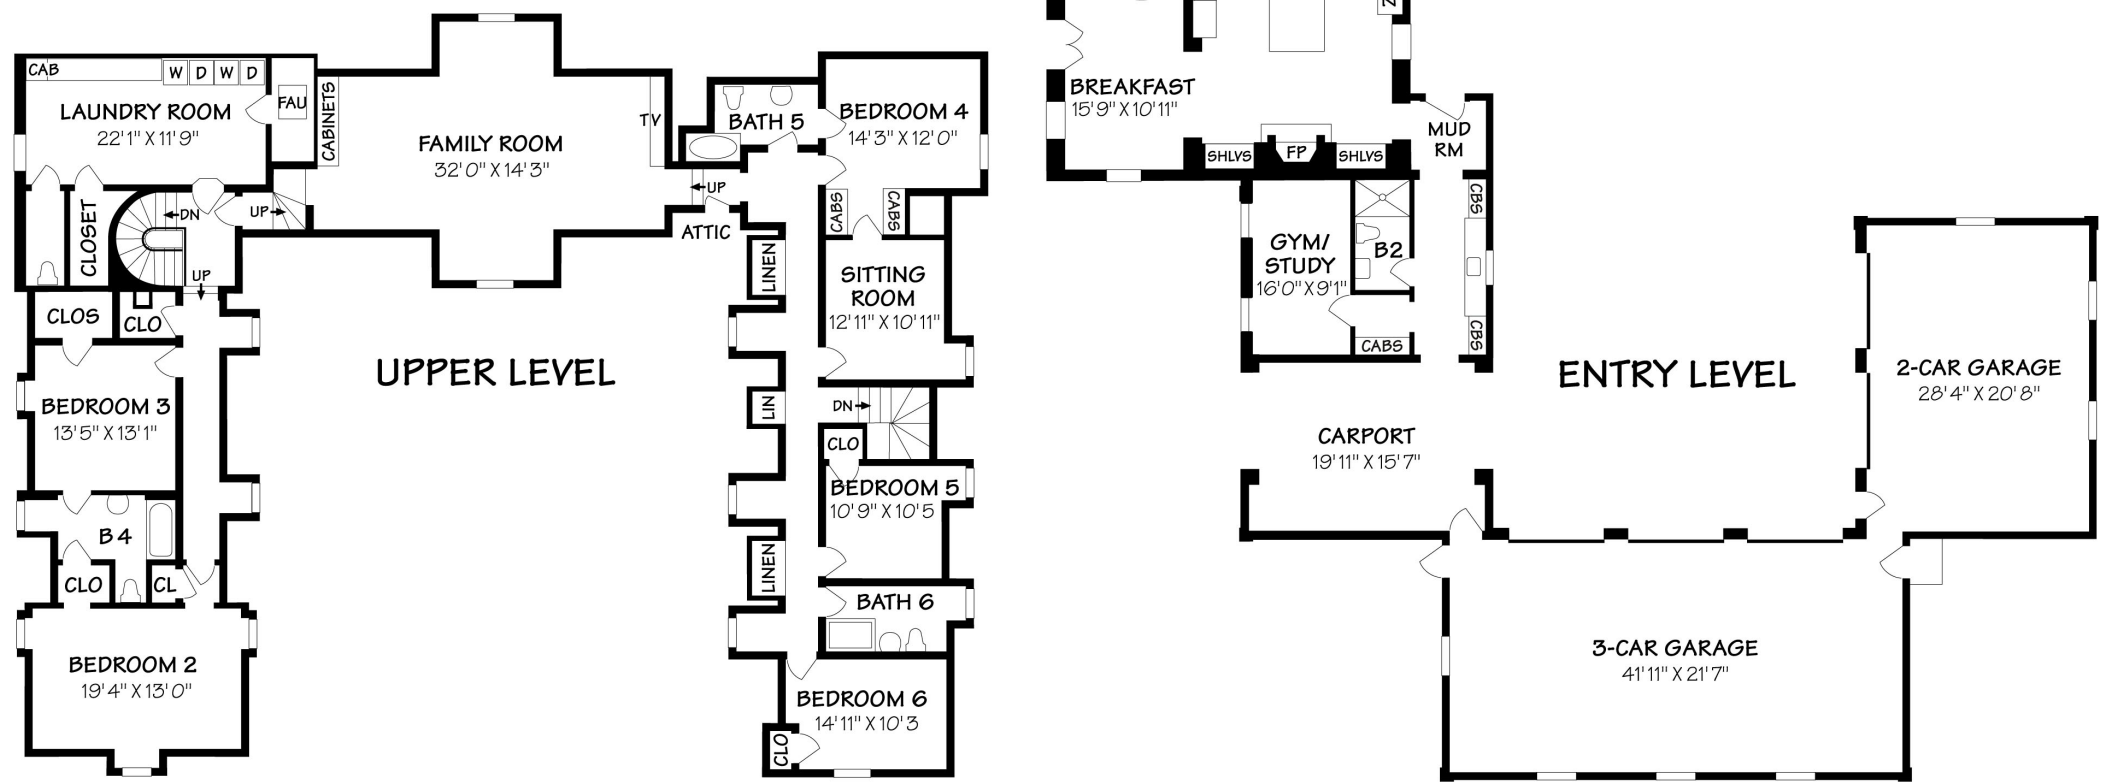 CAB
W D W D
LAUNDRY ROOM
22'1" X 11'9"
FAU
CABINETS
FAMILY ROOM
32'0" X 14'3"
TV
BATH 5
BEDROOM 4
14'3" X 12'0"
CLOSET
DN
UP
UP
UP
ATTIC
CABS
CABS
LINEN
SITTING
ROOM
12'11" X 10'11"
CLOS
CLO
UPPER LEVEL
BEDROOM 3
13'5" X 13'1"
LIN
DN
CLO
BEDROOM 5
10'9" X 10'5
B 4
CLO
CL
LINEN
BATH 6
BEDROOM 2
19'4" X 13'0"
BEDROOM 6
14'11" X 10'3
CLO
BREAKFAST
15'9" X 10'11"
MUD
RM
SHLVS
FP
SHLVS
CBS
GYM/
STUDY
16'0" X 9'1"
B2
CABS
CBS
ENTRY LEVEL
2-CAR GARAGE
28'4" X 20'8"
CARPORT
19'11" X 15'7"
3-CAR GARAGE
41'11" X 21'7"